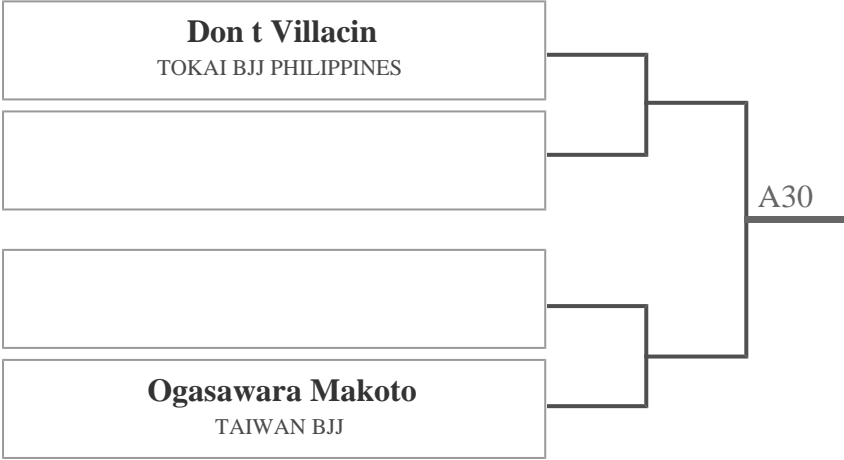 Don t Villacin
TOKAI BJJ PHILIPPINES
A30
Ogasawara Makoto
TAIWAN BJJ